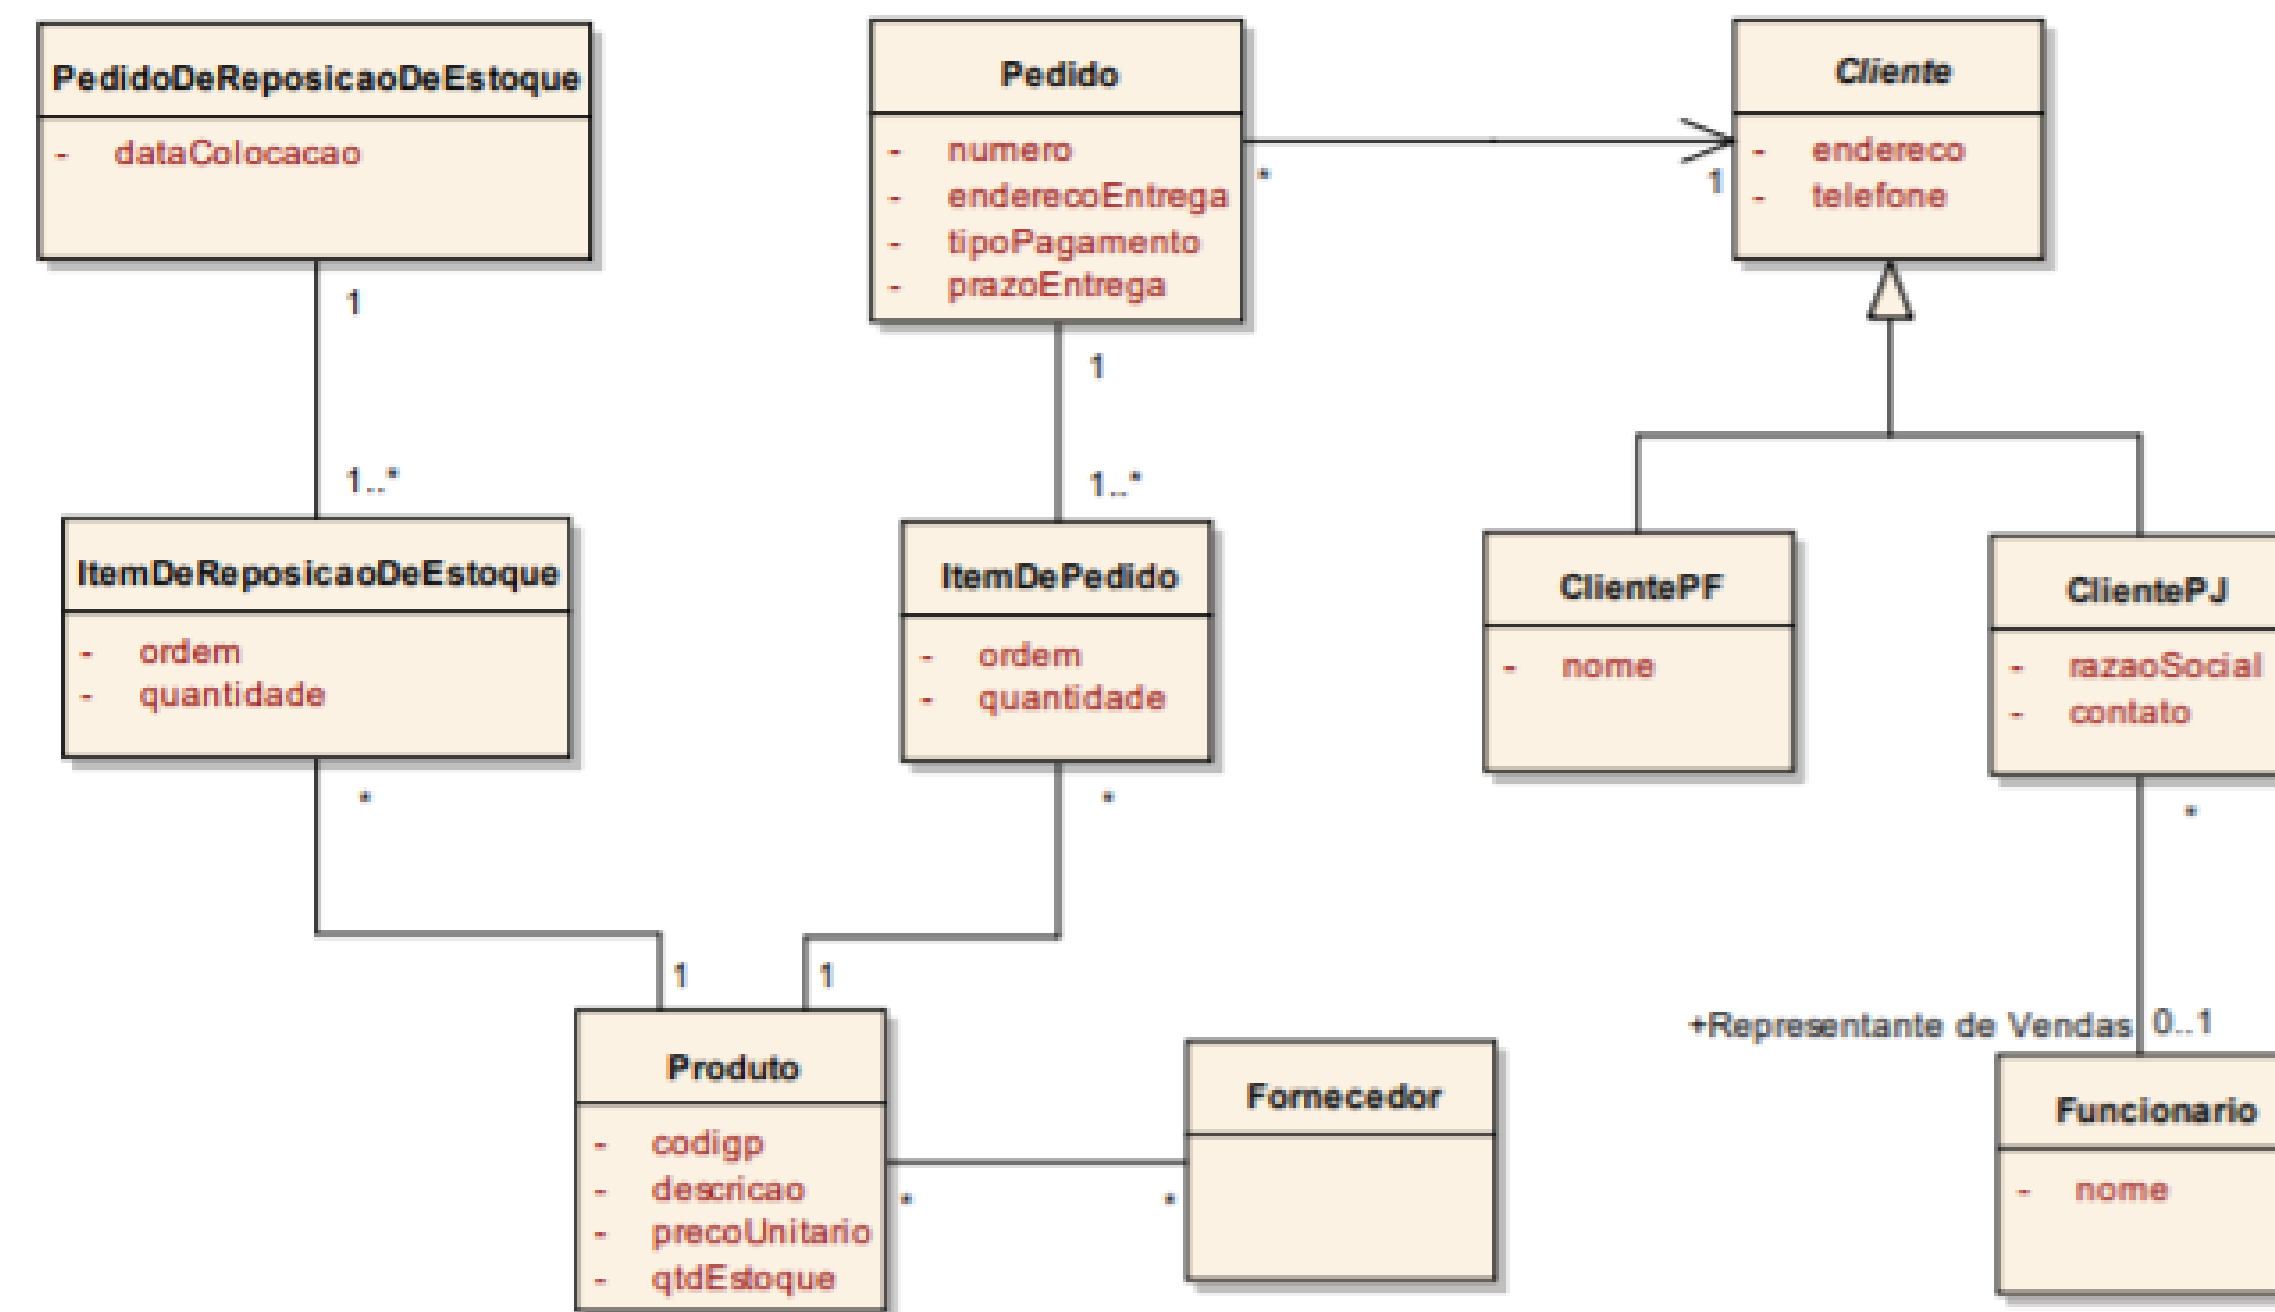 PedidoDeReposicaoDeEstoque
- dataColocacao
1
1..*
ItemDeReposicaoDeEstoque
- ordem
- quantidade
*
1
Pedido
- numero
- enderecoEntrega
- tipoPagamento
- prazoEntrega
*
1
1
1..*
ItemDePedido
- ordem
- quantidade
*
1
Cliente
- endereco
- telefone
ClientePF
- nome
ClientePJ
- razaoSocial
- contato
*
+Representante de Vendas 0..1
Funcionario
- nome
Produto
- codigp
- descricao
- precoUnitario
- qtdEstoque
*
*
Fornecedor